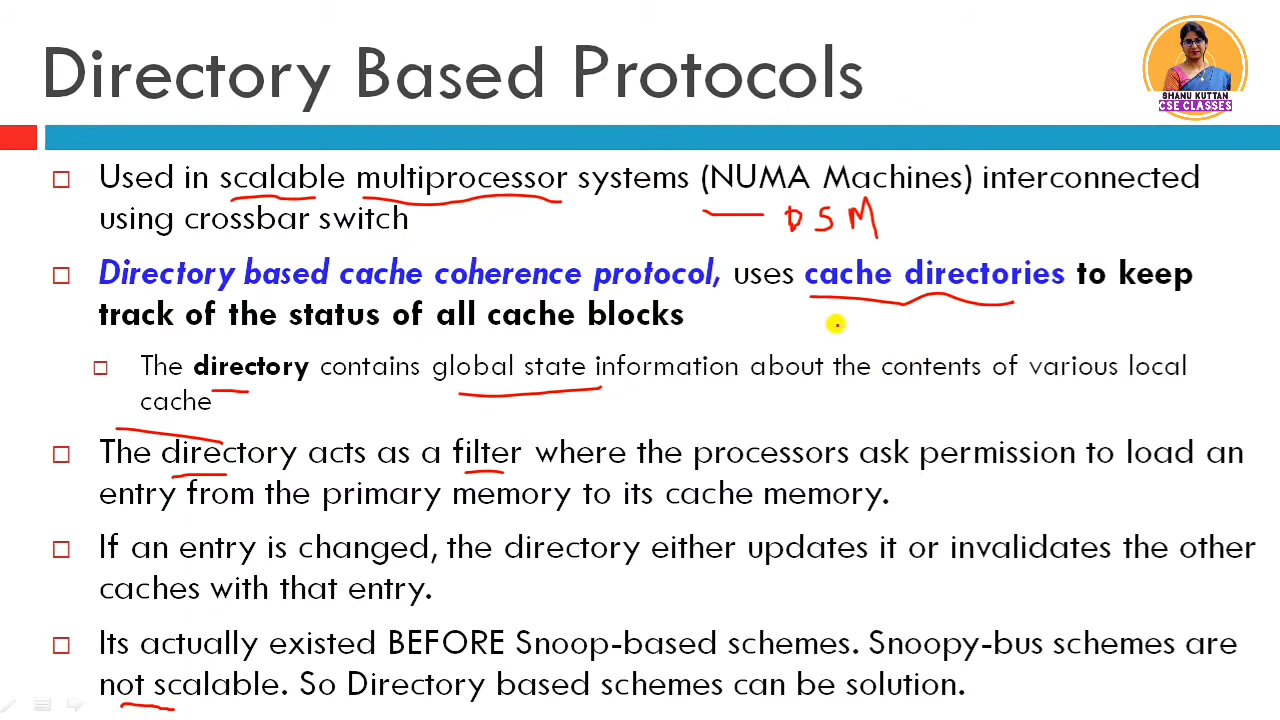 Directory Based Protocols
SHANU KUTTAN
CSE CLASSES
Used in scalable multiprocessor systems (NUMA Machines) interconnected
using crossbar switch
DSM
Directory based cache coherence protocol, uses cache directories to keep
track of the status of all cache blocks
The directory contains global state information about the contents of various local
cache
The directory acts as a filter where the processors ask permission to load an
entry from the primary memory to its cache memory.
If an entry is changed, the directory either updates it or invalidates the other
caches with that entry.
Its actually existed BEFORE Snoop-based schemes. Snoopy-bus schemes are
not scalable. So Directory based schemes can be solution.